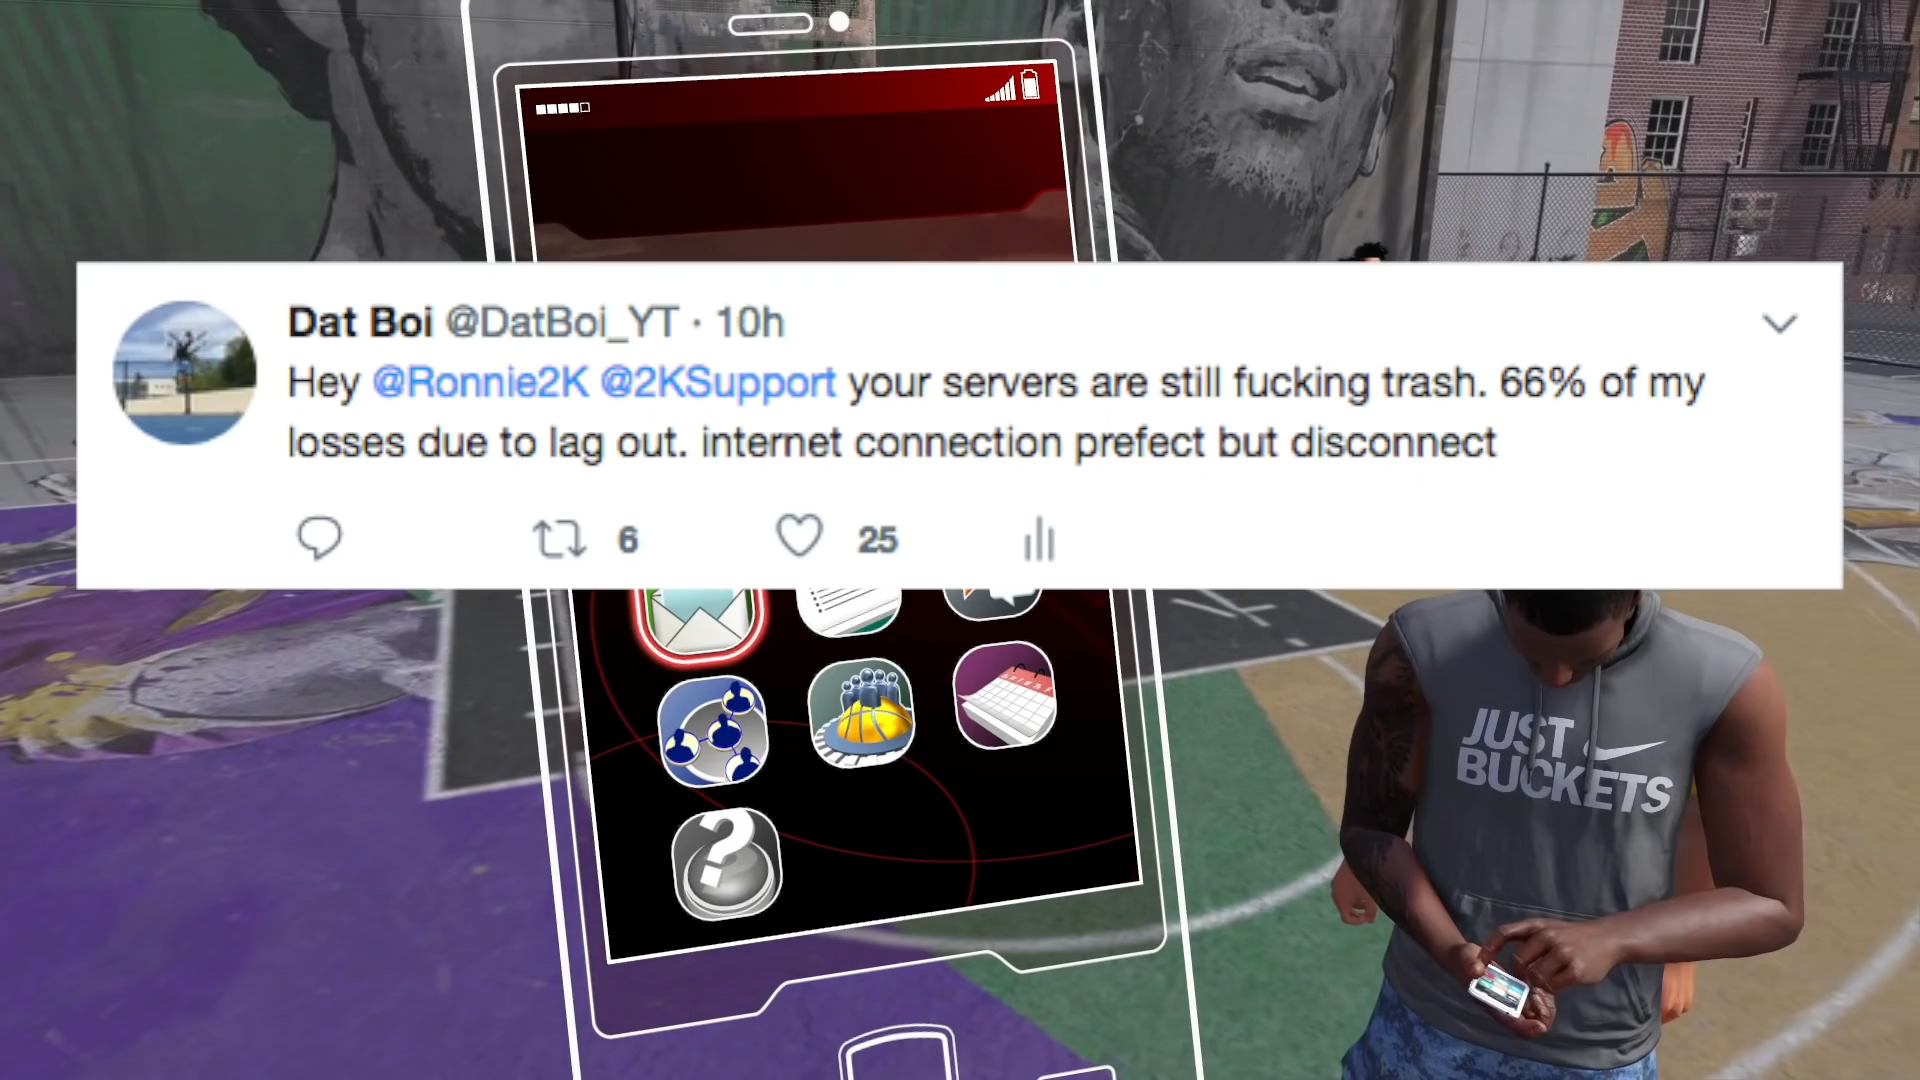 Dat Boi @DatBoi_YT · 10h
Hey @Ronnie2K @2KSupport your servers are still fucking trash. 66% of my
losses due to lag out. internet connection prefect but disconnect
6 25
JUST
BUCKETS